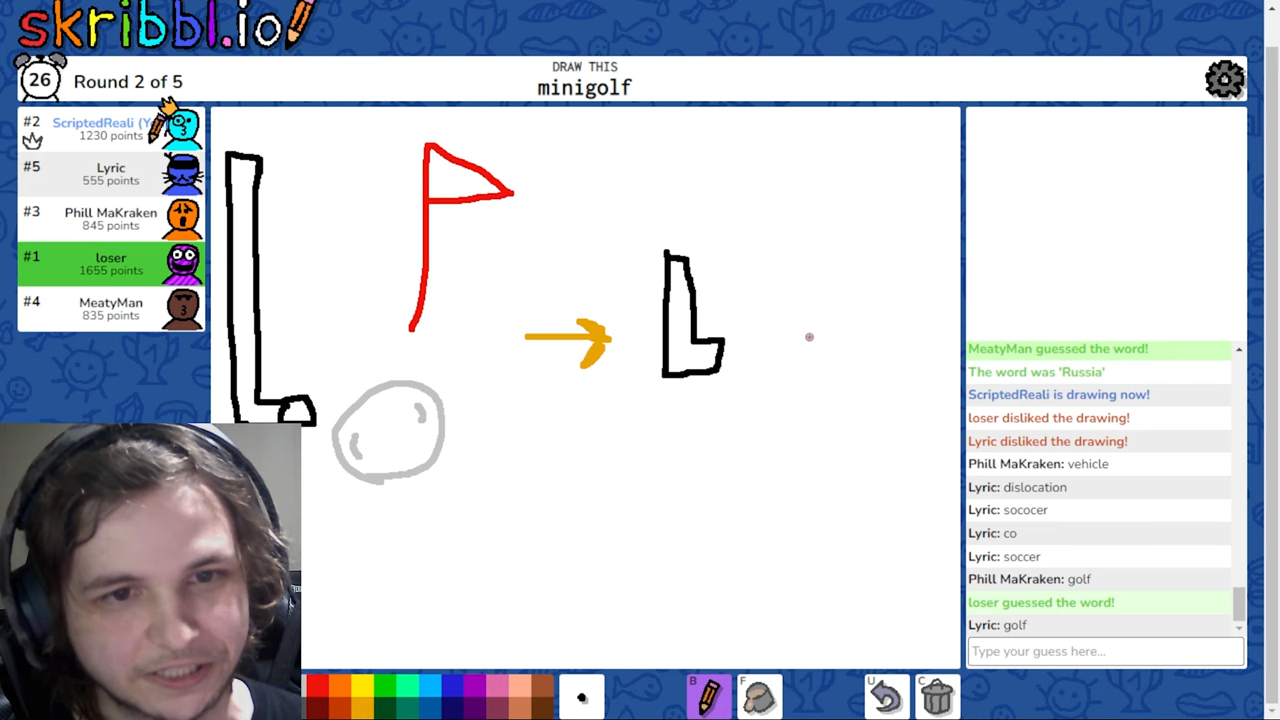 skribbl.io
26
Round 2 of 5
DRAW THIS
minigolf
#2
ScriptedReali (Y
1230 points
#5
Lyric
555 points
#3
Phill MaKraken
845 points
#1
loser
1655 points
#4
MeatyMan
835 points
MeatyMan guessed the word!
The word was 'Russia'
ScriptedReali is drawing now!
loser disliked the drawing!
Lyric disliked the drawing!
Phill MaKraken: vehicle
Lyric: dislocation
Lyric: sococer
Lyric: co
Lyric: soccer
Phill MaKraken: golf
loser guessed the word!
Lyric: golf
Type your guess here...
B
F
U
C